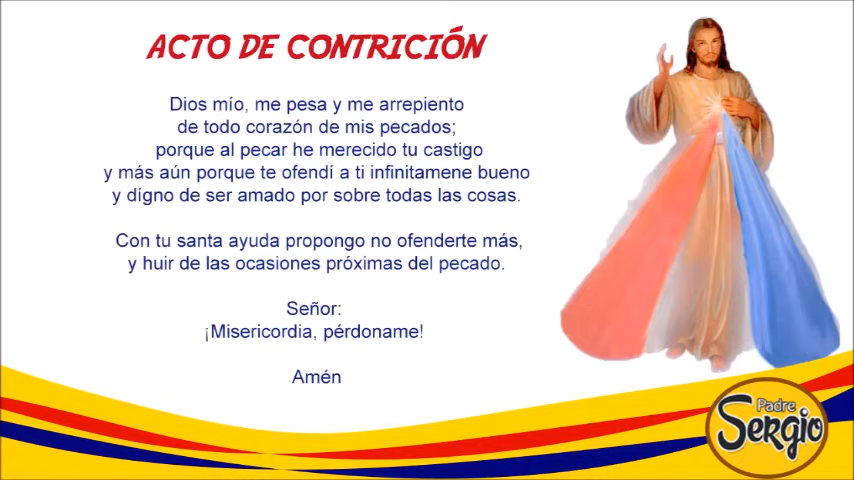 ACTO DE CONTRICIÓN
Dios mío, me pesa y me arrepiento
de todo corazón de mis pecados;
porque al pecar he merecido tu castigo
y más aún porque te ofendí a ti infinitamene bueno
y dígno de ser amado por sobre todas las cosas.
Con tu santa ayuda propongo no ofenderte más,
y huir de las ocasiones próximas del pecado.
Señor:
¡Misericordia, pérdoname!
Amén
Padre
Sergio